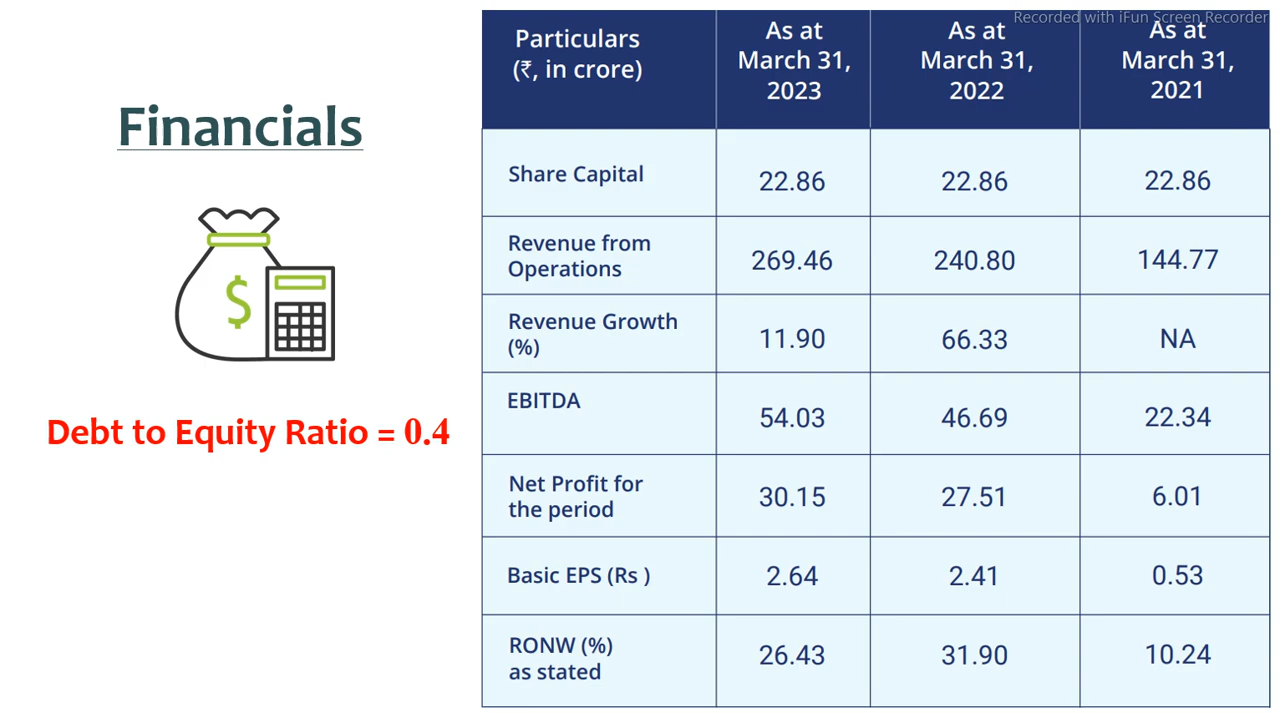 Recorded with iFun Screen Recorder
Financials
$
Debt to Equity Ratio = 0.4
Particulars
(₹, in crore)
As at
March 31,
2023
As at
March 31,
2022
As at
March 31,
2021
Share Capital
22.86
22.86
22.86
Revenue from
Operations
269.46
240.80
144.77
Revenue Growth
(%)
11.90
66.33
NA
EBITDA
54.03
46.69
22.34
Net Profit for
the period
30.15
27.51
6.01
Basic EPS (Rs )
2.64
2.41
0.53
RONW (%)
as stated
26.43
31.90
10.24